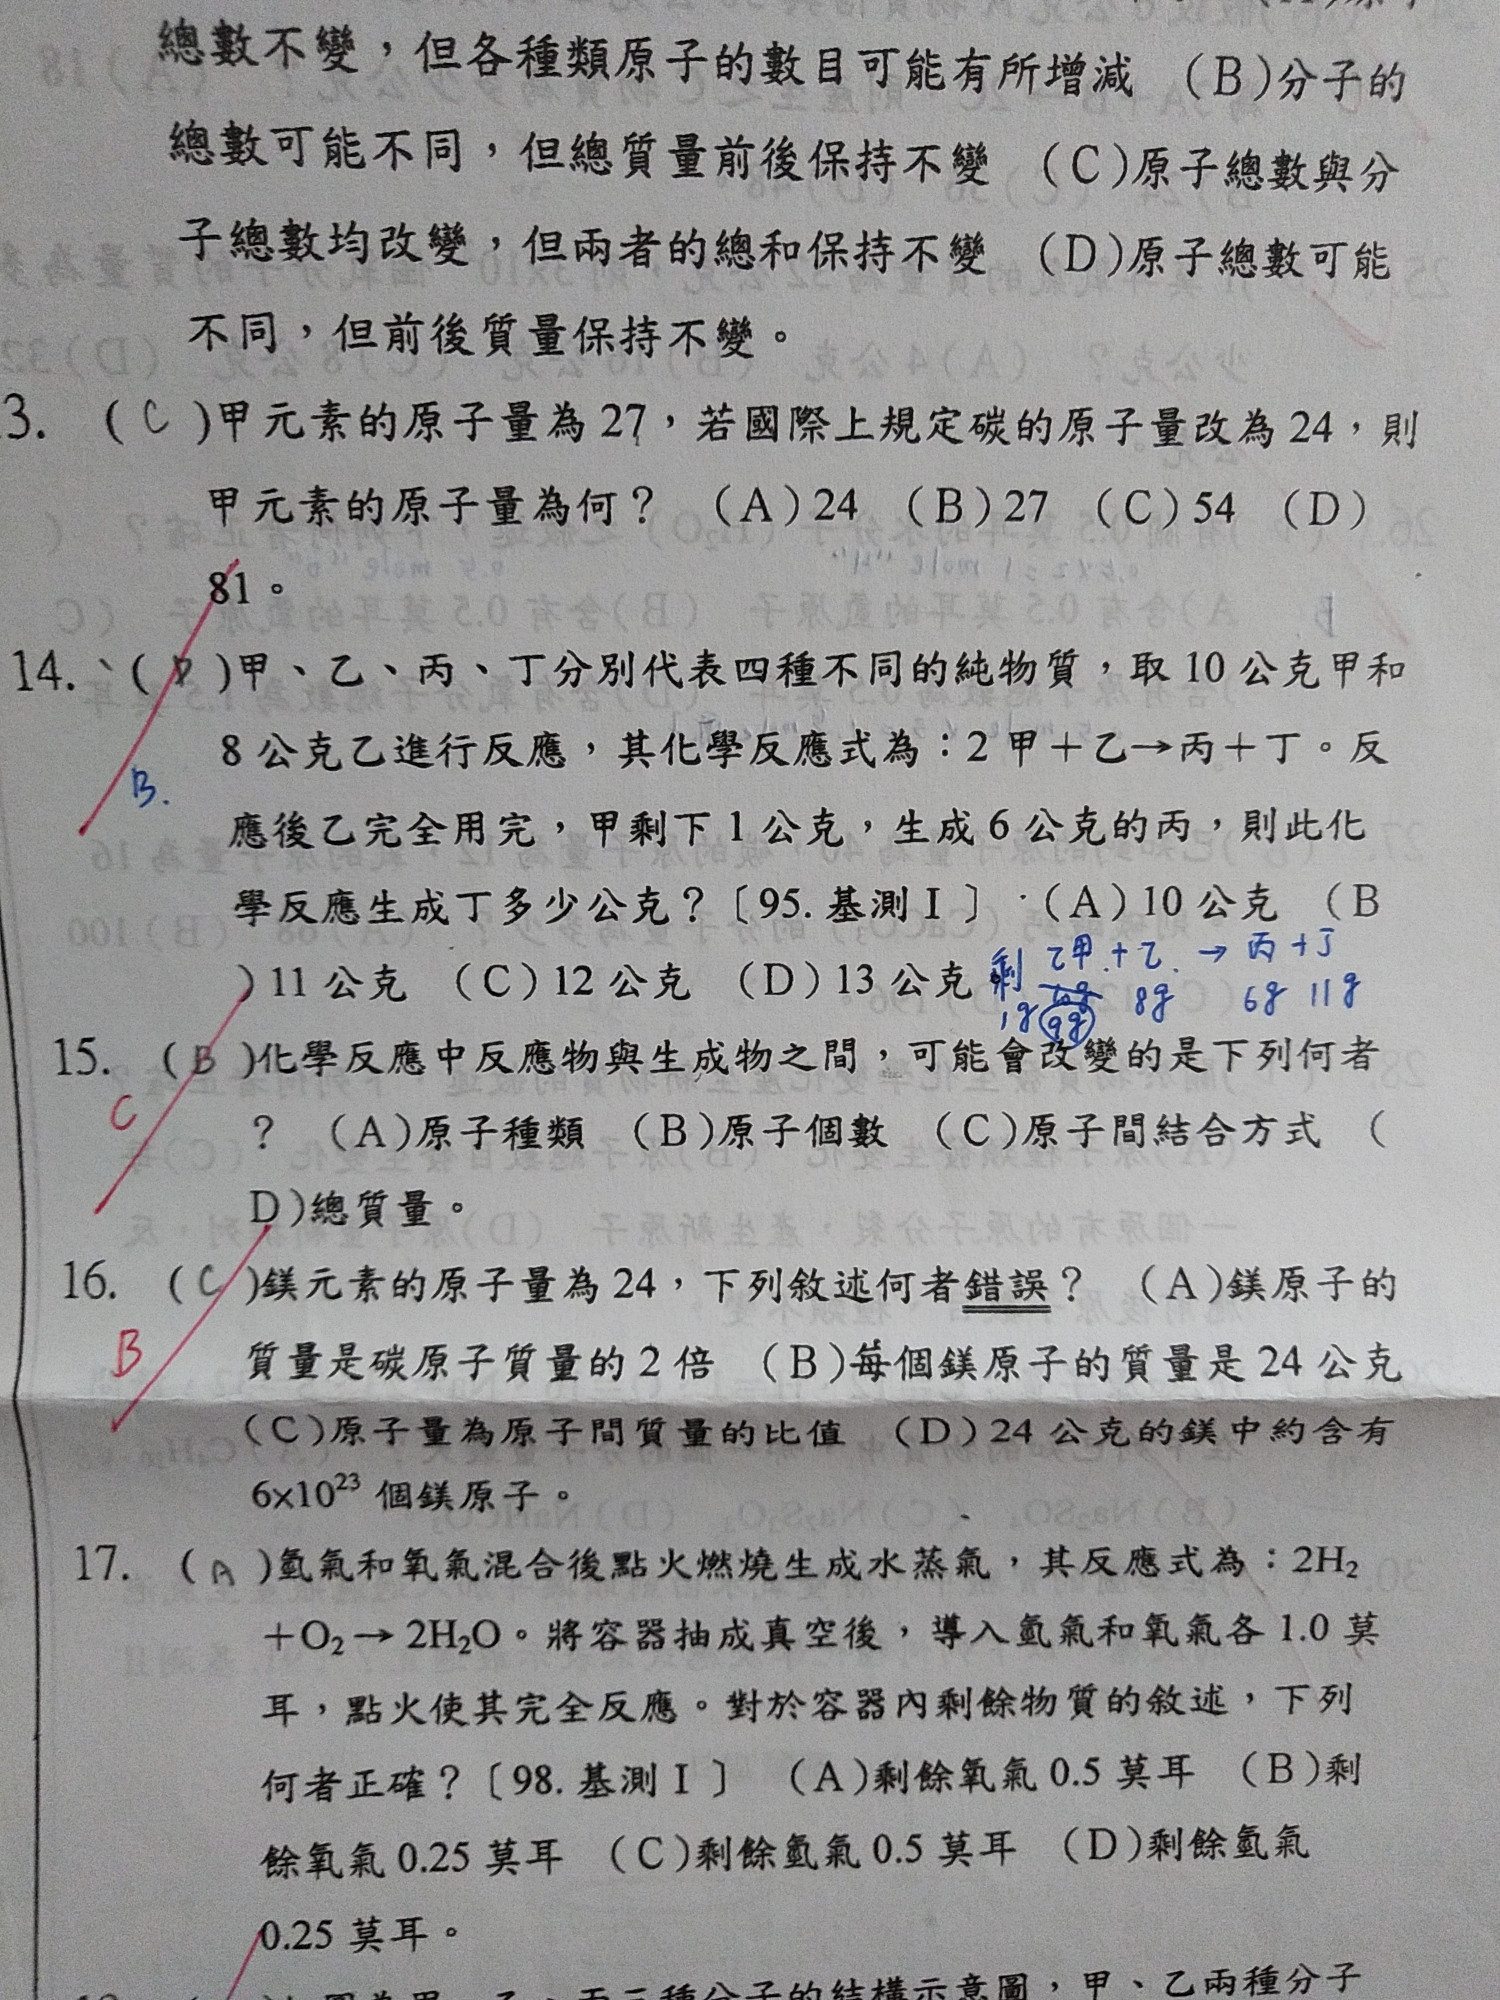 總數不變，但各種類原子的數目可能有所增減 (B)分子的
總數可能不同，但總質量前後保持不變 (C)原子總數與分
子總數均改變，但兩者的總和保持不變 (D)原子總數可能
不同，但前後質量保持不變。
3. (C)甲元素的原子量為27，若國際上規定碳的原子量改為24，則
甲元素的原子量為何？ (A)24 (B)27 (C)54 (D)
81。
14. (D)甲、乙、丙、丁分別代表四種不同的純物質，取10公克甲和
8公克乙進行反應，其化學反應式為：2甲＋乙→丙＋丁。反
B.
應後乙完全用完，甲剩下1公克，生成6公克的丙，則此化
學反應生成丁多少公克？〔95.基測Ⅰ〕 (A)10公克 (B
)11公克 (C)12公克 (D)13公克
剩 2甲+乙 → 丙+丁
10g 8g 6g 11g
1g 9g
15. (B)化學反應中反應物與生成物之間，可能會改變的是下列何者
C
？ (A)原子種類 (B)原子個數 (C)原子間結合方式 (
D)總質量。
16. (C)鎂元素的原子量為24，下列敘述何者錯誤？ (A)鎂原子的
B
質量是碳原子質量的2倍 (B)每個鎂原子的質量是24公克
(C)原子量為原子間質量的比值 (D)24公克的鎂中約含有
6×10²³ 個鎂原子。
17. (A)氫氣和氧氣混合後點火燃燒生成水蒸氣，其反應式為：2H₂
＋O₂→2H₂O。將容器抽成真空後，導入氫氣和氧氣各1.0莫
耳，點火使其完全反應。對於容器內剩餘物質的敘述，下列
何者正確？〔98.基測Ⅰ〕 (A)剩餘氧氣0.5莫耳 (B)剩
餘氧氣0.25莫耳 (C)剩餘氫氣0.5莫耳 (D)剩餘氫氣
0.25莫耳。
種分子的結構示意圖，甲、乙兩種分子